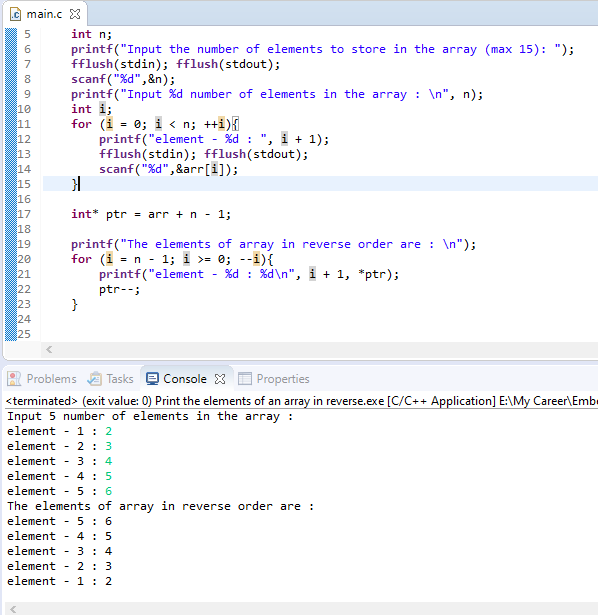 main.c
5 int n;
6 printf("Input the number of elements to store in the array (max 15): ");
7 fflush(stdin); fflush(stdout);
8 scanf("%d",&n);
9 printf("Input %d number of elements in the array : \n", n);
10 int i;
11 for (i = 0; i < n; ++i){
12 printf("element - %d : ", i + 1);
13 fflush(stdin); fflush(stdout);
14 scanf("%d",&arr[i]);
15 }
16
17 int* ptr = arr + n - 1;
18
19 printf("The elements of array in reverse order are : \n");
20 for (i = n - 1; i >= 0; --i){
21 printf("element - %d : %d\n", i + 1, *ptr);
22 ptr--;
23 }
24
25
Problems Tasks Console Properties
<terminated> (exit value: 0) Print the elements of an array in reverse.exe [C/C++ Application] E:\My Career\Embe
Input 5 number of elements in the array :
element - 1 : 2
element - 2 : 3
element - 3 : 4
element - 4 : 5
element - 5 : 6
The elements of array in reverse order are :
element - 5 : 6
element - 4 : 5
element - 3 : 4
element - 2 : 3
element - 1 : 2